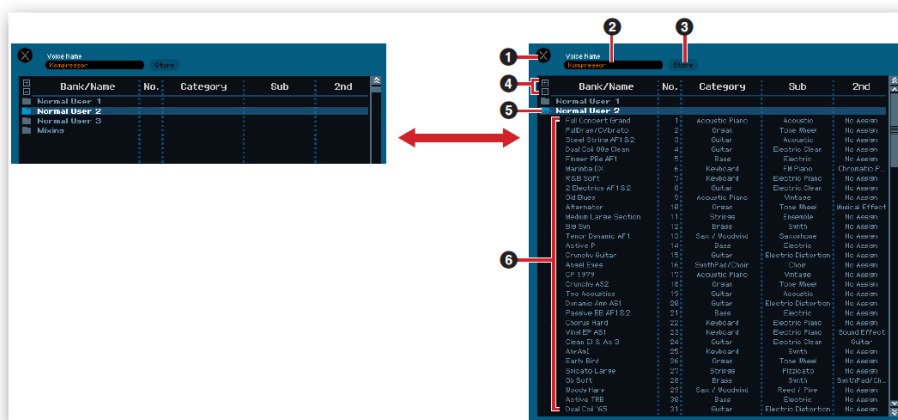 2
3
1
Voice Name
Kompressor
Store
Voice Name
Kompressor
Store
4
Bank/Name No. Category Sub 2nd
Normal User 1
Normal User 2
Normal User 3
Mixing
Bank/Name No. Category Sub 2nd
Normal User 1
5
Normal User 2
Full Concert Grand 1 Acoustic Piano Acoustic No Assign
FullDraw/C/Vibrato 2 Organ Tone Wheel No Assign
Steel String AF1&2 3 Guitar Acoustic No Assign
Dual Coil 80s Clean 4 Guitar Electric Clean No Assign
Finger PBs AF1 5 Bass Electric No Assign
Marimba DX 6 Keyboard FM Piano Chromatic P...
R&B Soft 7 Keyboard Electric Piano No Assign
2 Electrics AF1&2 8 Guitar Electric Clean No Assign
Old Blues 9 Acoustic Piano Vintage No Assign
Alternator 10 Organ Tone Wheel Musical Effect
Medium Large Section 11 Strings Ensemble No Assign
Big Syn 12 Brass Synth No Assign
Tenor Dynamic AF1 13 Sax / Woodwind Saxophone No Assign
Active P 14 Bass Electric No Assign
Crunchy Guitar 15 Guitar Electric Distortion No Assign
6
Angel Eyes 16 SynthPad/Choir Choir No Assign
CP 1979 17 Acoustic Piano Vintage No Assign
Crunchy AS2 18 Organ Tone Wheel No Assign
Two Acoustics 19 Guitar Acoustic No Assign
Dynamic Amp AS1 20 Guitar Electric Distortion No Assign
Passive BB AF1&2 21 Bass Electric No Assign
Chorus Hard 22 Keyboard Electric Piano No Assign
Vinyl EP AS1 23 Keyboard Electric Piano Sound Effect
Clean El & Ac 3 24 Guitar Electric Clean Guitar
25 Keyboard Synth No Assign
Early Bird 26 Organ Tone Wheel No Assign
Spicato Large 27 Strings Pizzicato No Assign
Ob Soft 28 Brass Synth SynthPad/Ch...
Woody Harp 29 Sax / Woodwind Reed / Pipe No Assign
Active TRB 30 Bass Electric No Assign
Dual Coil '65 31 Guitar Electric Distortion No Assign